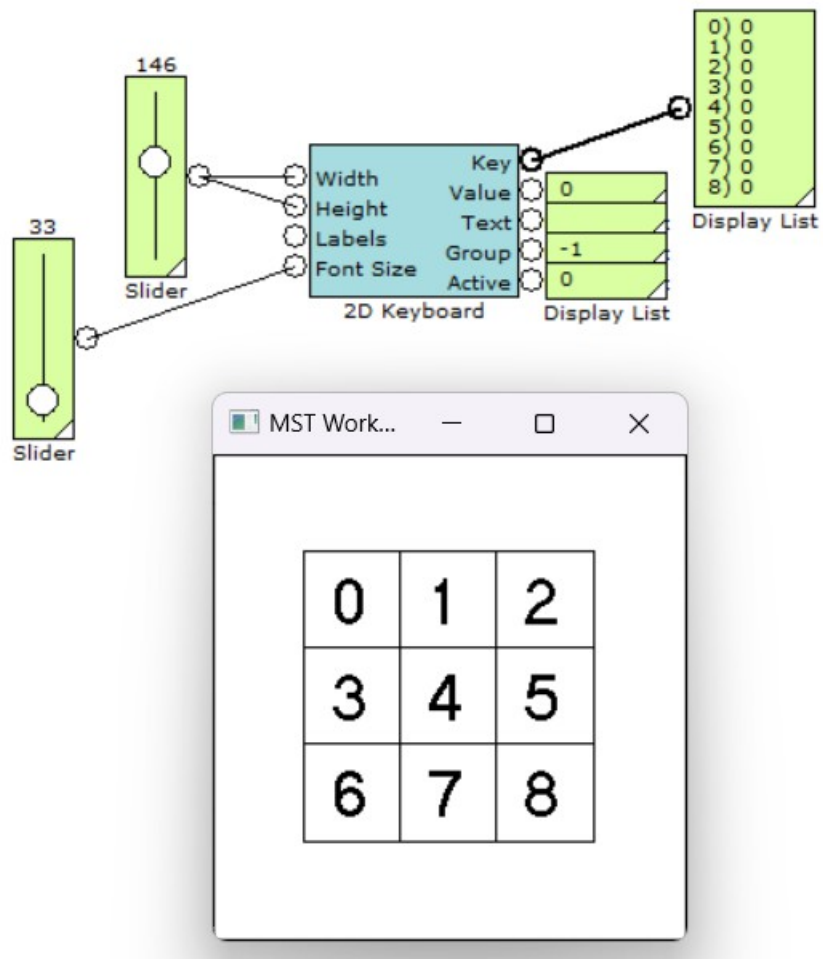 0) 0
1) 0
2) 0
3) 0
4) 0
5) 0
6) 0
7) 0
8) 0
Display List
146
Slider
33
Slider
Width
Height
Labels
Font Size
Key
Value
Text
Group
Active
2D Keyboard
0
-1
0
Display List
MST Work...
0 1 2
3 4 5
6 7 8